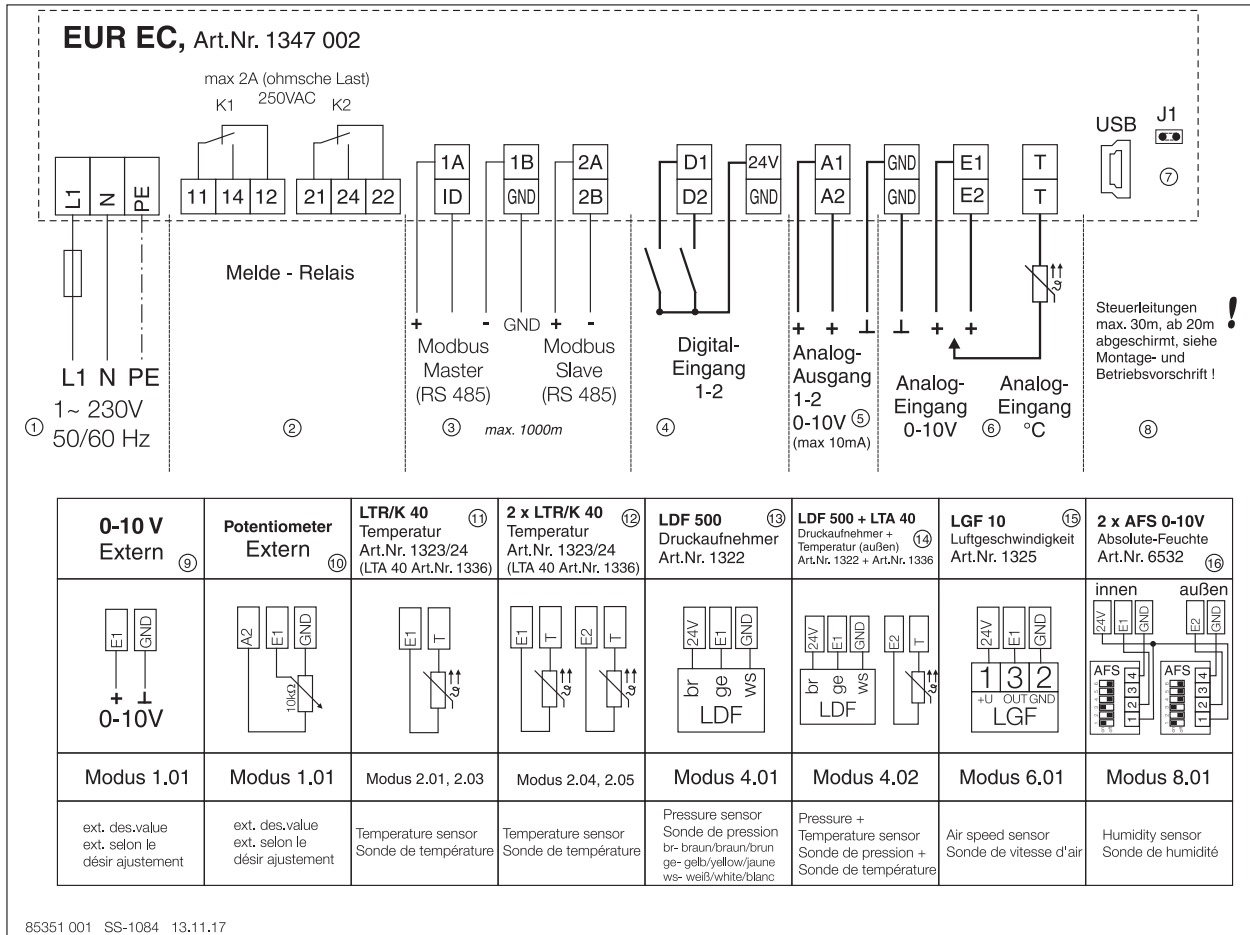 EUR EC, Art.Nr. 1347 002
max 2A (ohmsche Last)
250VAC
K1 K2
L1 N PE
11 14 12
21 24 22
1A 1B 2A
ID GND 2B
D1 24V
D2 GND
A1 GND E1 T
A2 GND E2 T
USB J1
⑦
Melde - Relais
+ - GND + -
Modbus
Master
(RS 485)
Modbus
Slave
(RS 485)
③ max. 1000m
Digital-
Eingang
1-2
④
+ + ⊥ ⊥ + +
Analog-
Ausgang
1-2
0-10V ⑤
(max 10mA)
Analog-
Eingang
0-10V
⑥
Analog-
Eingang
°C
ϑ
Steuerleitungen !
max. 30m, ab 20m
abgeschirmt, siehe
Montage- und
Betriebsvorschrift !
⑧
L1 N PE
① 1~ 230V
50/60 Hz
②
0-10 V
Extern ⑨
Potentiometer
Extern ⑩
LTR/K 40 ⑪
Temperatur
Art.Nr. 1323/24
(LTA 40 Art.Nr. 1336)
2 x LTR/K 40 ⑫
Temperatur
Art.Nr. 1323/24
(LTA 40 Art.Nr. 1336)
LDF 500 ⑬
Druckaufnehmer
Art.Nr. 1322
LDF 500 + LTA 40
Druckaufnehmer +
Temperatur (außen) ⑭
Art.Nr. 1322 + Art.Nr. 1336
LGF 10 ⑮
Luftgeschwindigkeit
Art.Nr. 1325
2 x AFS 0-10V
Absolute-Feuchte
Art.Nr. 6532 ⑯
E1 GND
+ ⊥
0-10V
A2 E1 GND
10kΩ
E1 T
ϑ
E1 T E2 T
ϑ ϑ
24V E1 GND
br ge ws
LDF
24V E1 GND E2 T
br ge ws
LDF
ϑ
24V E1 GND
1 3 2
+U OUT GND
LGF
innen außen
24V E1 GND E2 GND
AFS 1 2 3 4
AFS 1 2 3 4
Modus 1.01
Modus 1.01
Modus 2.01, 2.03
Modus 2.04, 2.05
Modus 4.01
Modus 4.02
Modus 6.01
Modus 8.01
ext. des.value
ext. selon le
désir ajustement
ext. des.value
ext. selon le
désir ajustement
Temperature sensor
Sonde de température
Temperature sensor
Sonde de température
Pressure sensor
Sonde de pression
br- braun/braun/brun
ge- gelb/yellow/jaune
ws- weiß/white/blanc
Pressure +
Temperature sensor
Sonde de pression +
Sonde de température
Air speed sensor
Sonde de vitesse d'air
Humidity sensor
Sonde de humidité
85351 001 SS-1084 13.11.17